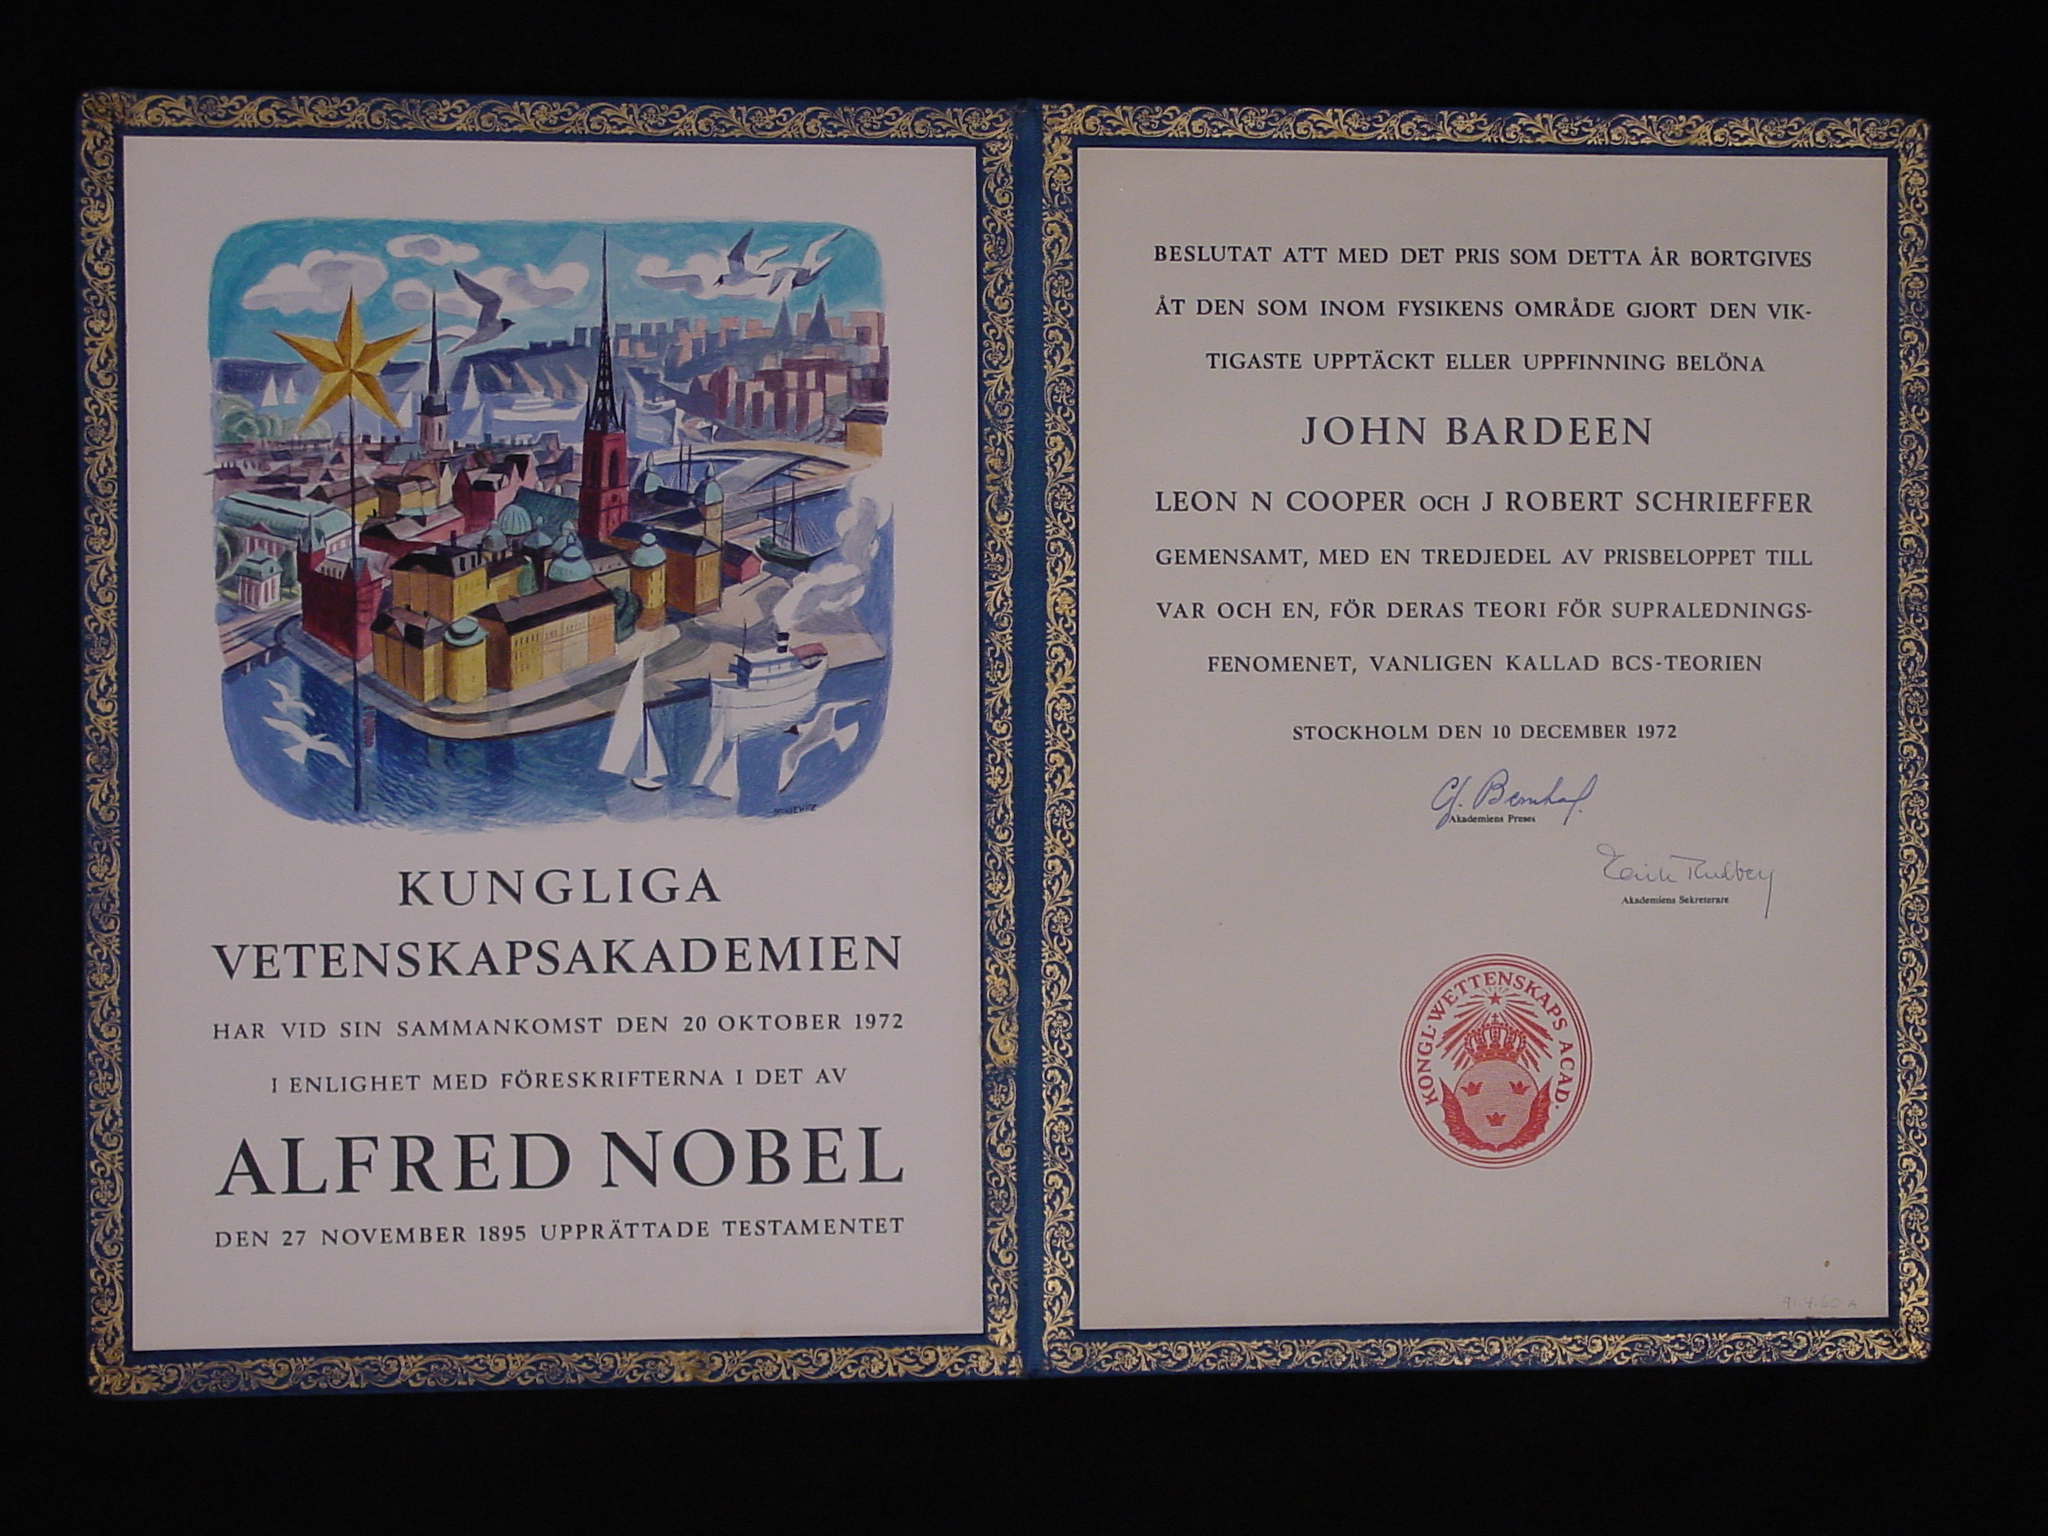 KUNGLIGA
VETENSKAPSAKADEMIEN
HAR VID SIN SAMMANKOMST DEN 20 OKTOBER 1972
I ENLIGHET MED FÖRESKRIFTERNA I DET AV
ALFRED NOBEL
DEN 27 NOVEMBER 1895 UPPRÄTTADE TESTAMENTET
BESLUTAT ATT MED DET PRIS SOM DETTA ÅR BORTGIVES
ÅT DEN SOM INOM FYSIKENS OMRÅDE GJORT DEN VIK-
TIGASTE UPPTÄCKT ELLER UPPFINNING BELÖNA
JOHN BARDEEN
LEON N COOPER OCH J ROBERT SCHRIEFFER
GEMENSAMT, MED EN TREDJEDEL AV PRISBELOPPET TILL
VAR OCH EN, FÖR DERAS TEORI FÖR SUPRALEDNINGS-
FENOMENET, VANLIGEN KALLAD BCS-TEORIEN
STOCKHOLM DEN 10 DECEMBER 1972
Akademiens Preses
Akademiens Sekreterare
KONGL. WETTENSKAPS ACAD.